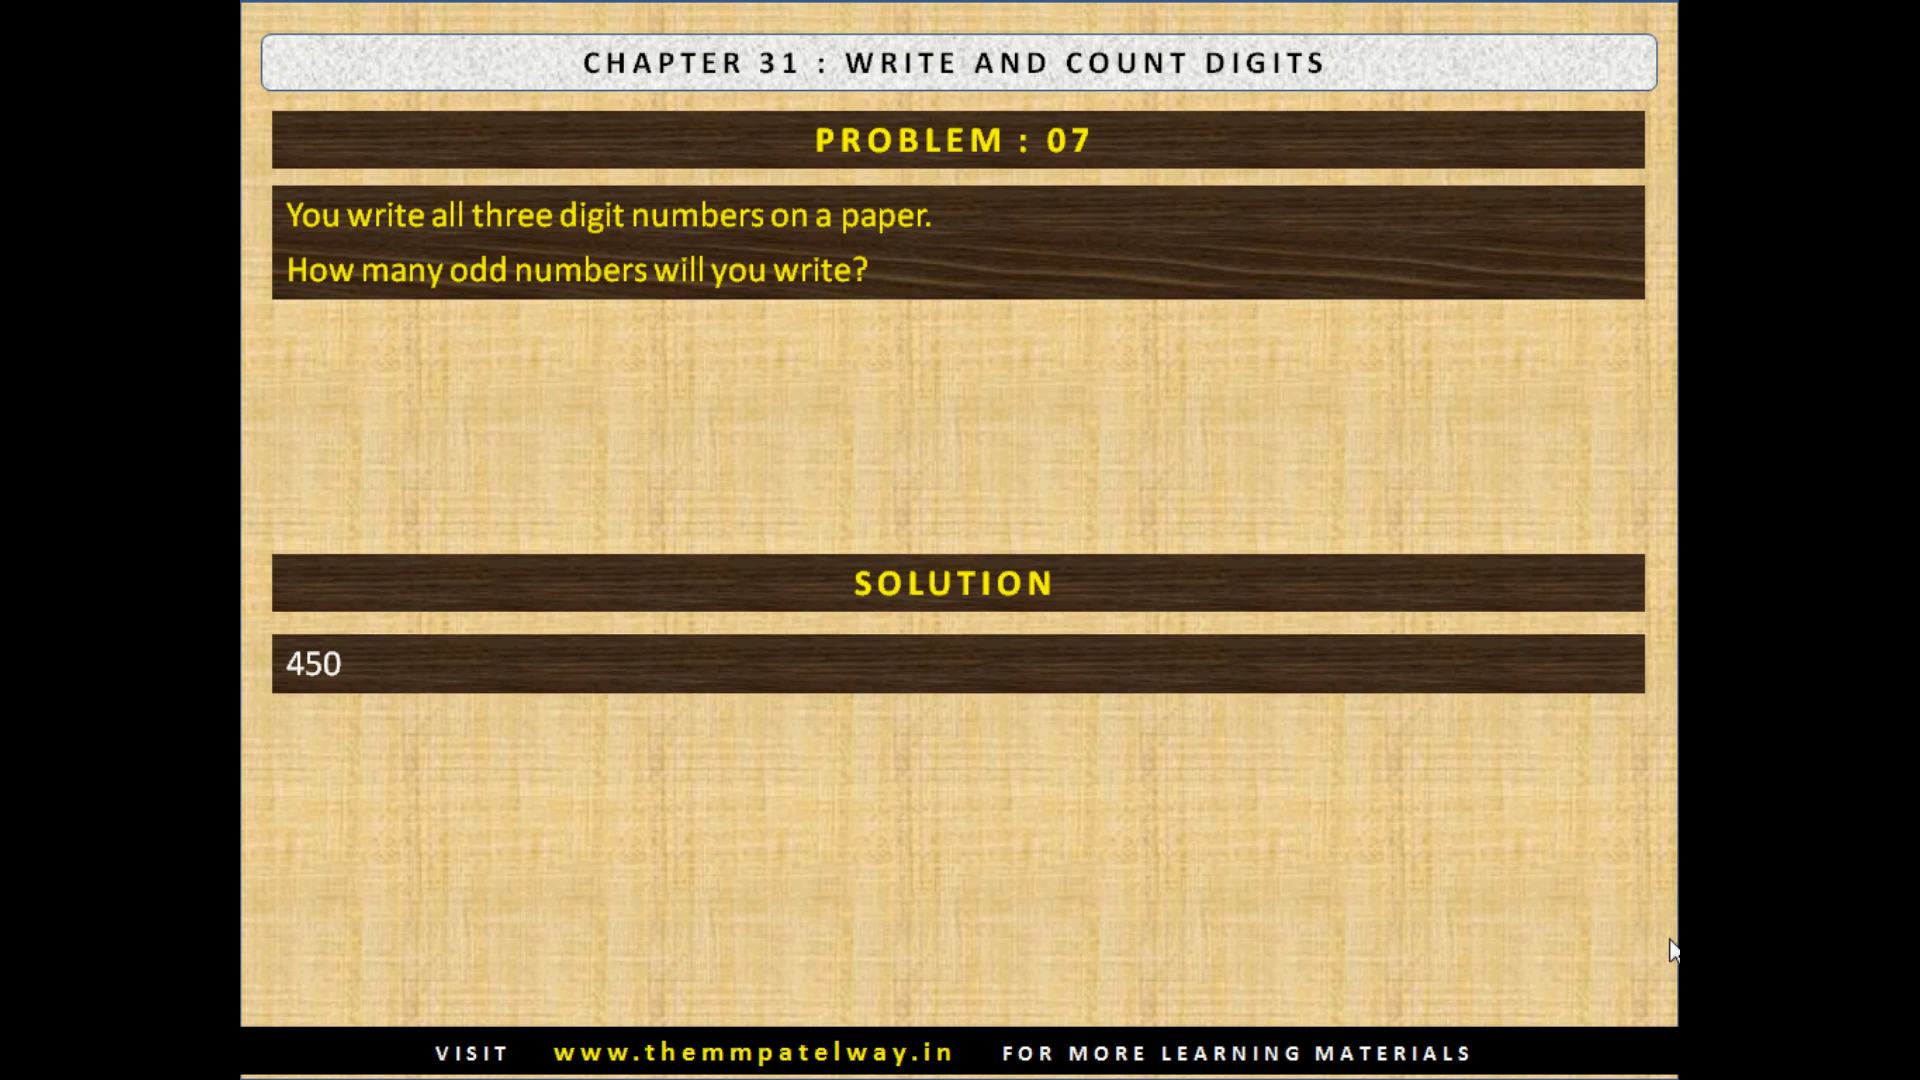 CHAPTER 31 : WRITE AND COUNT DIGITS
PROBLEM : 07
You write all three digit numbers on a paper.
How many odd numbers will you write?
SOLUTION
450
VISIT www.themmpatelway.in FOR MORE LEARNING MATERIALS